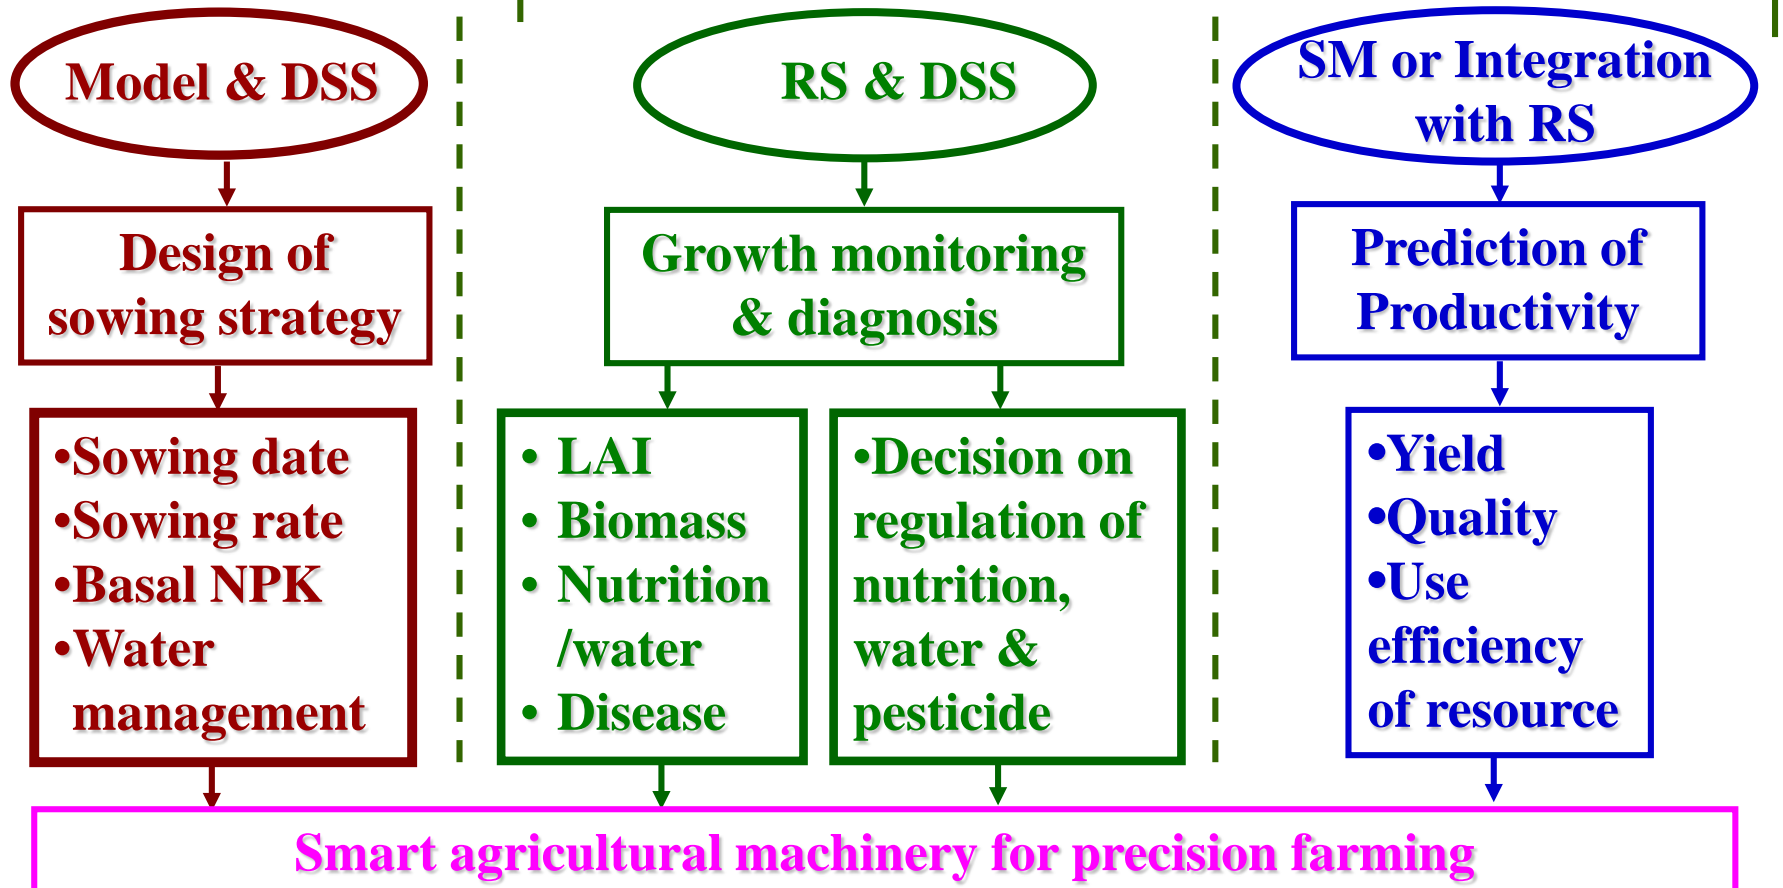 Model & DSS
Design of
sowing strategy
•Sowing date
•Sowing rate
•Basal NPK
•Water
management
RS & DSS
Growth monitoring
& diagnosis
• LAI
• Biomass
• Nutrition
/water
• Disease
•Decision on
regulation of
nutrition,
water &
pesticide
SM or Integration
with RS
Prediction of
Productivity
•Yield
•Quality
•Use
efficiency
of resource
Smart agricultural machinery for precision farming